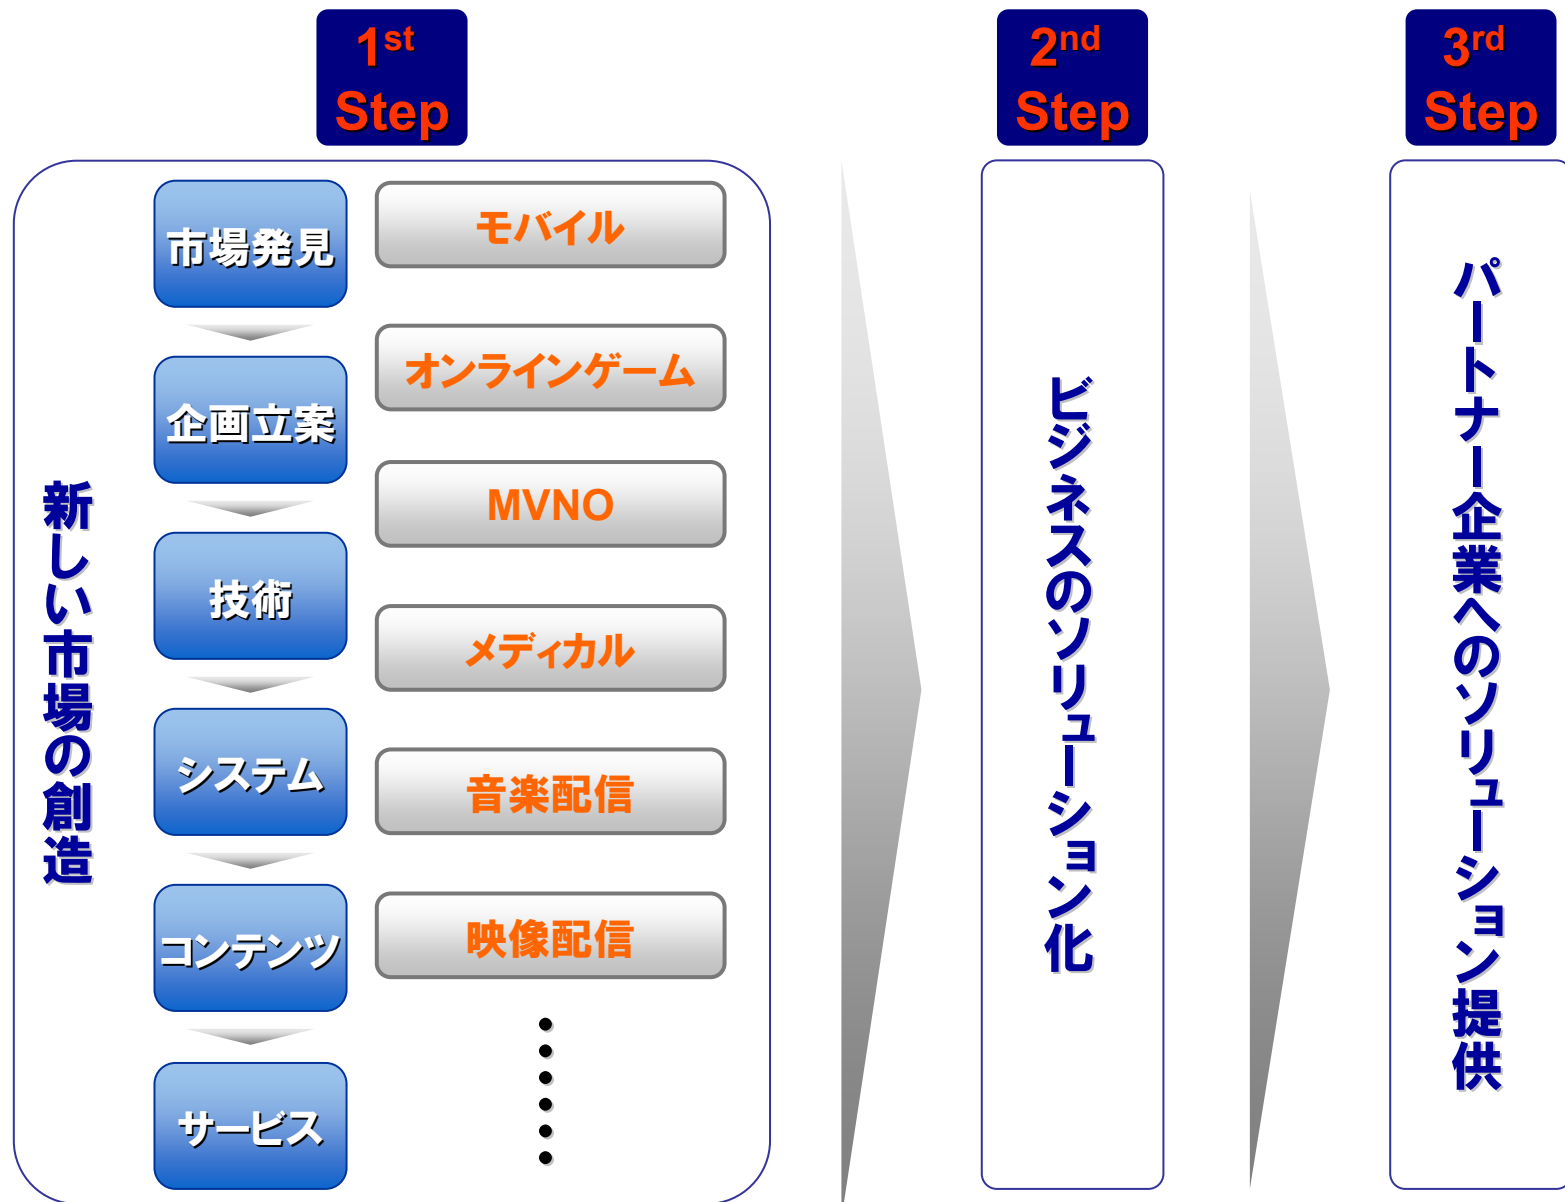 1st
Step
2nd
Step
3rd
Step
新しい市場の創造
市場発見
企画立案
技術
システム
コンテンツ
サービス
モバイル
オンラインゲーム
MVNO
メディカル
音楽配信
映像配信
ビジネスのソリューション化
パートナー企業へのソリューション提供